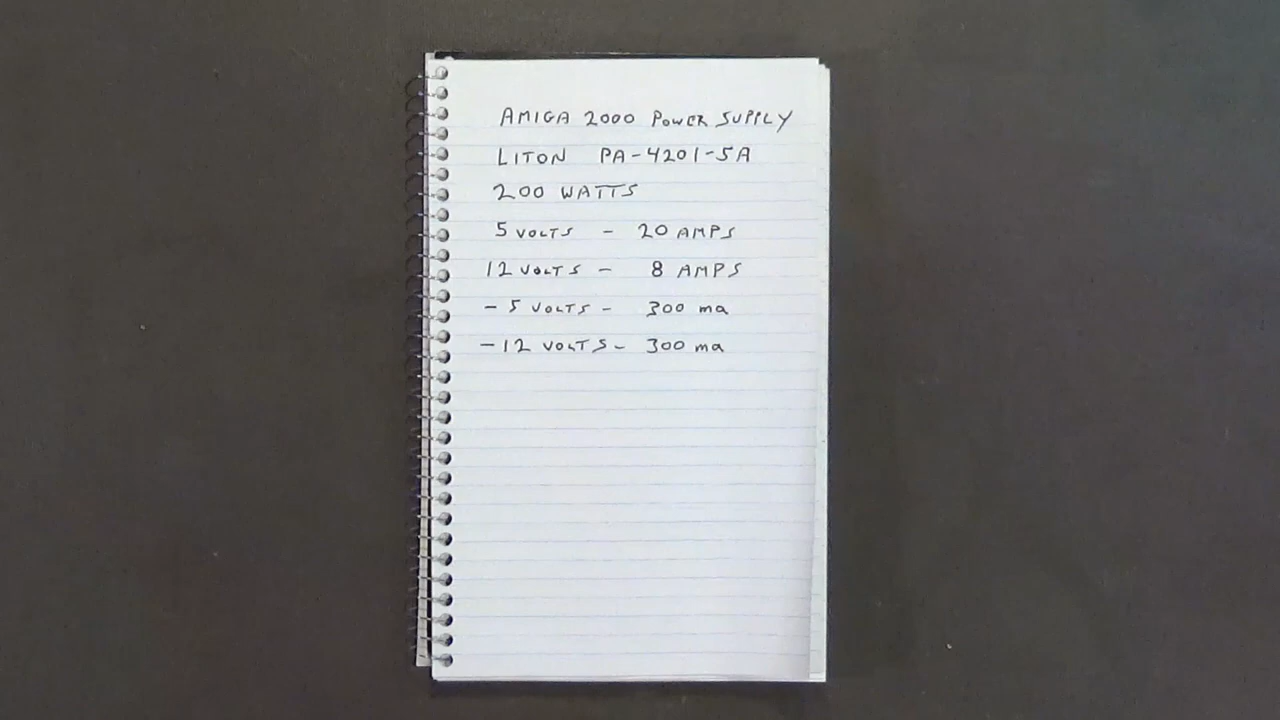 AMIGA 2000 POWER SUPPLY
LITON PA-4201-5A
200 WATTS
5 VOLTS - 20 AMPS
12 VOLTS - 8 AMPS
-5 VOLTS - 300 ma
-12 VOLTS - 300 ma